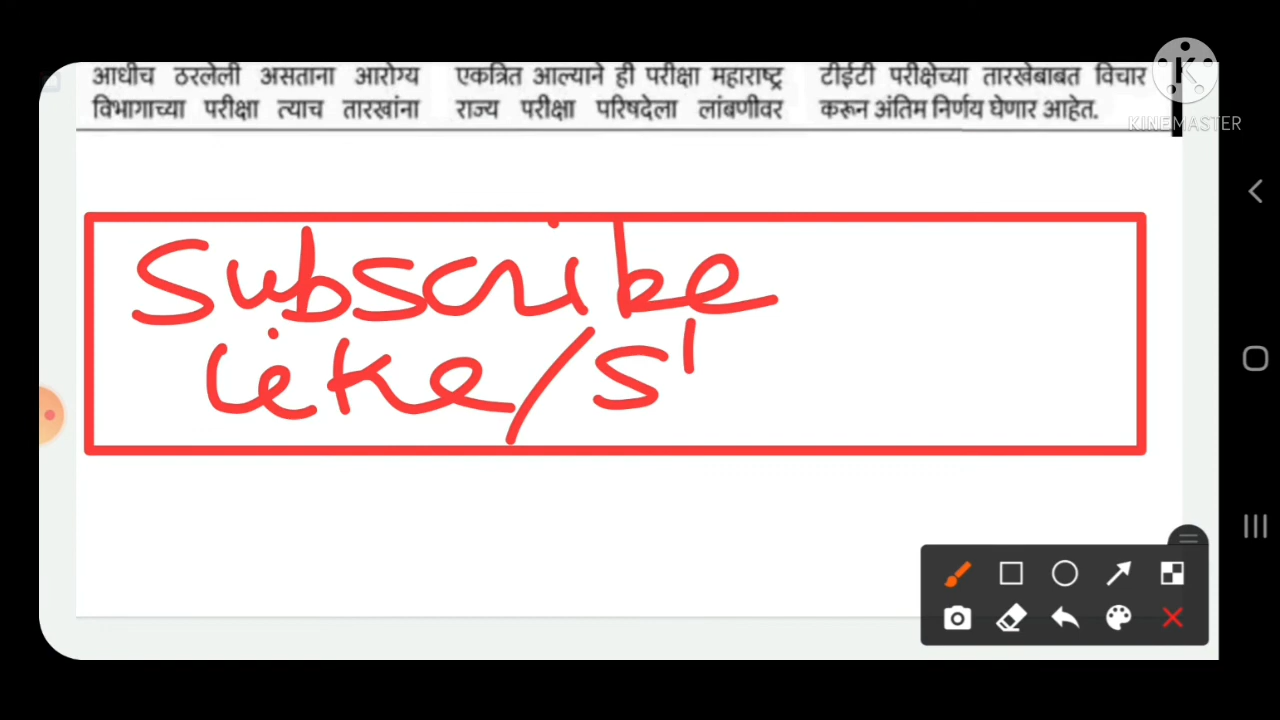 आधीच ठरलेली असताना आरोग्य
विभागाच्या परीक्षा त्याच तारखांना
एकत्रित आल्याने ही परीक्षा महाराष्ट्र
राज्य परीक्षा परिषदेला लांबणीवर
टीईटी परीक्षेच्या तारखेबाबत विचार
करून अंतिम निर्णय घेणार आहेत.
K
KINEMASTER
Subscribe
like/s'